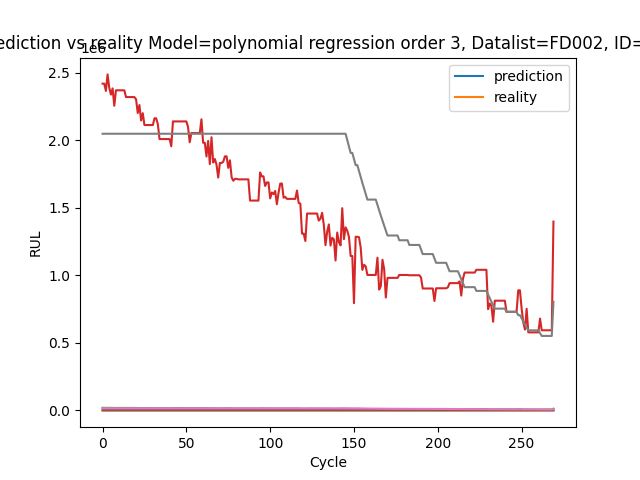 ediction vs reality Model=polynomial regression order 3, Datalist=FD002, ID=
1e6
2.5
2.0
1.5
1.0
0.5
0.0
RUL
prediction
reality
0 50 100 150 200 250
Cycle